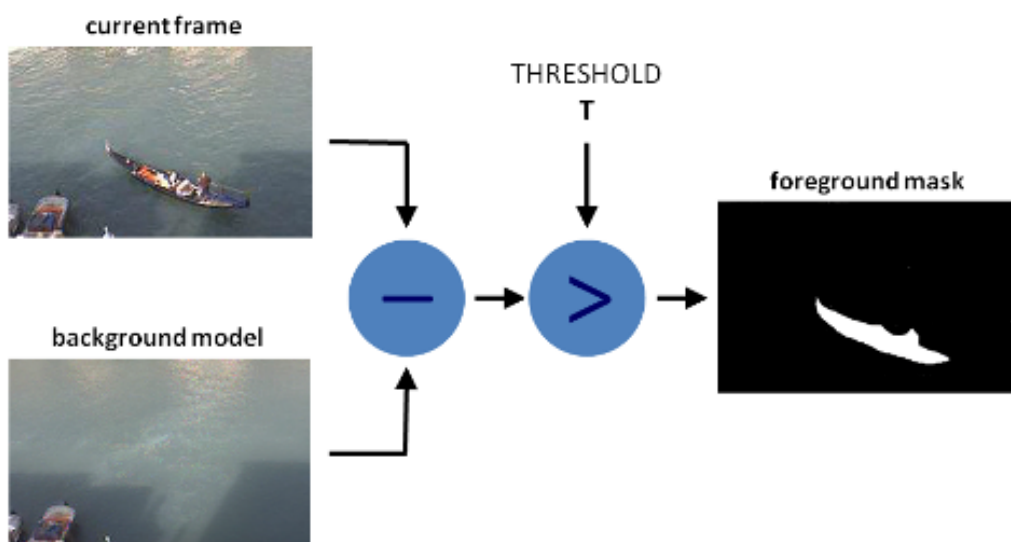 current frame
THRESHOLD
T
foreground mask
−
>
background model